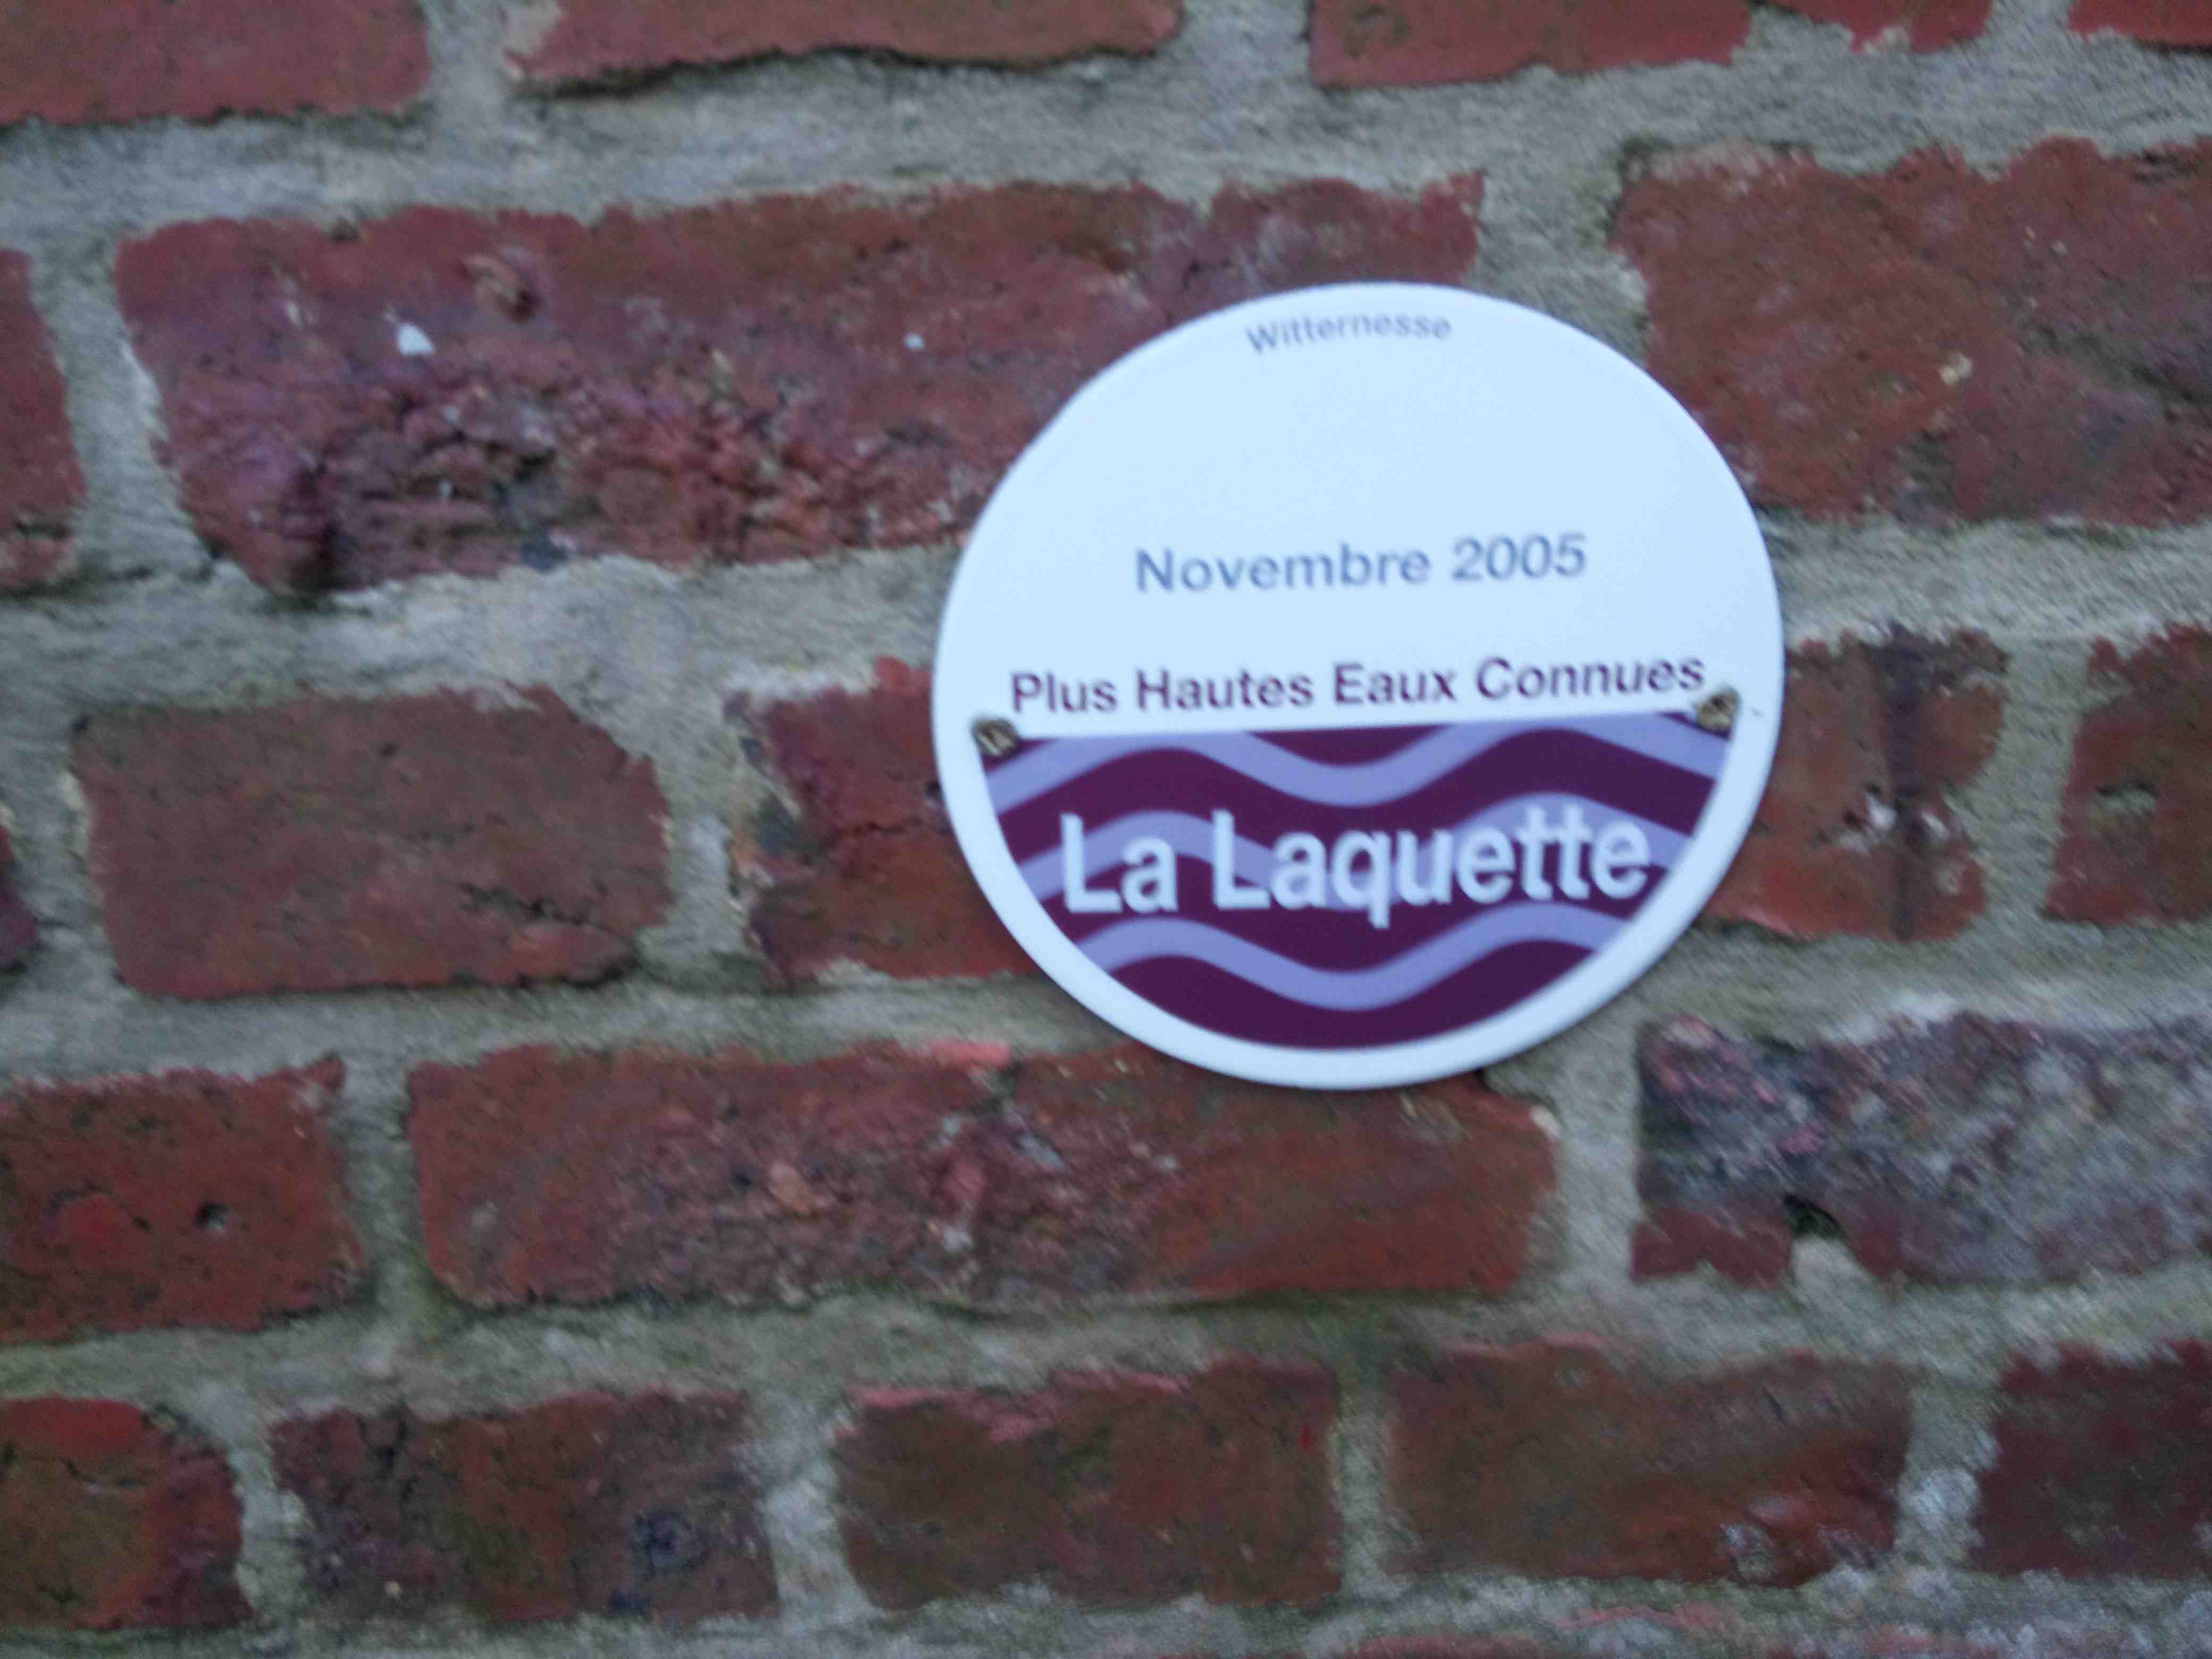 Witternesse
Novembre 2005
Plus Hautes Eaux Connues
La Laquette